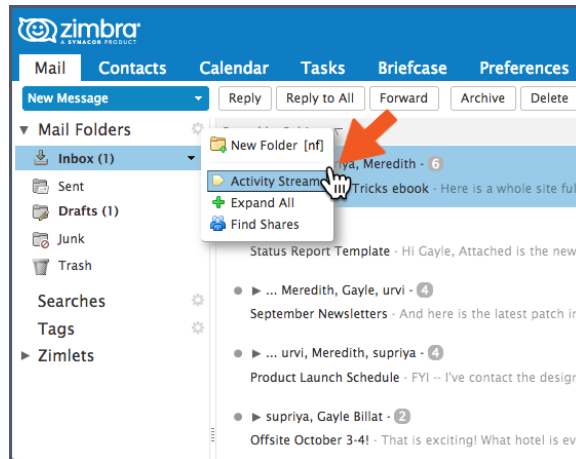 zimbra
A SYNACOR PRODUCT
Mail Contacts Calendar Tasks Briefcase Preferences
New Message Reply Reply to All Forward Archive Delete
Mail Folders
Inbox (1)
Sent
Drafts (1)
Junk
Trash
Searches
Tags
Zimlets
New Folder [nf]
Activity Stream
Expand All
Find Shares
Meredith - 6
Tricks ebook - Here is a whole site ful
Status Report Template - Hi Gayle, Attached is the new
... Meredith, Gayle, urvi - 4
September Newsletters - And here is the latest patch in
... urvi, Meredith, supriya - 4
Product Launch Schedule - FYI -- I've contact the design
supriya, Gayle Billat - 2
Offsite October 3-4! - That is exciting! What hotel is ev